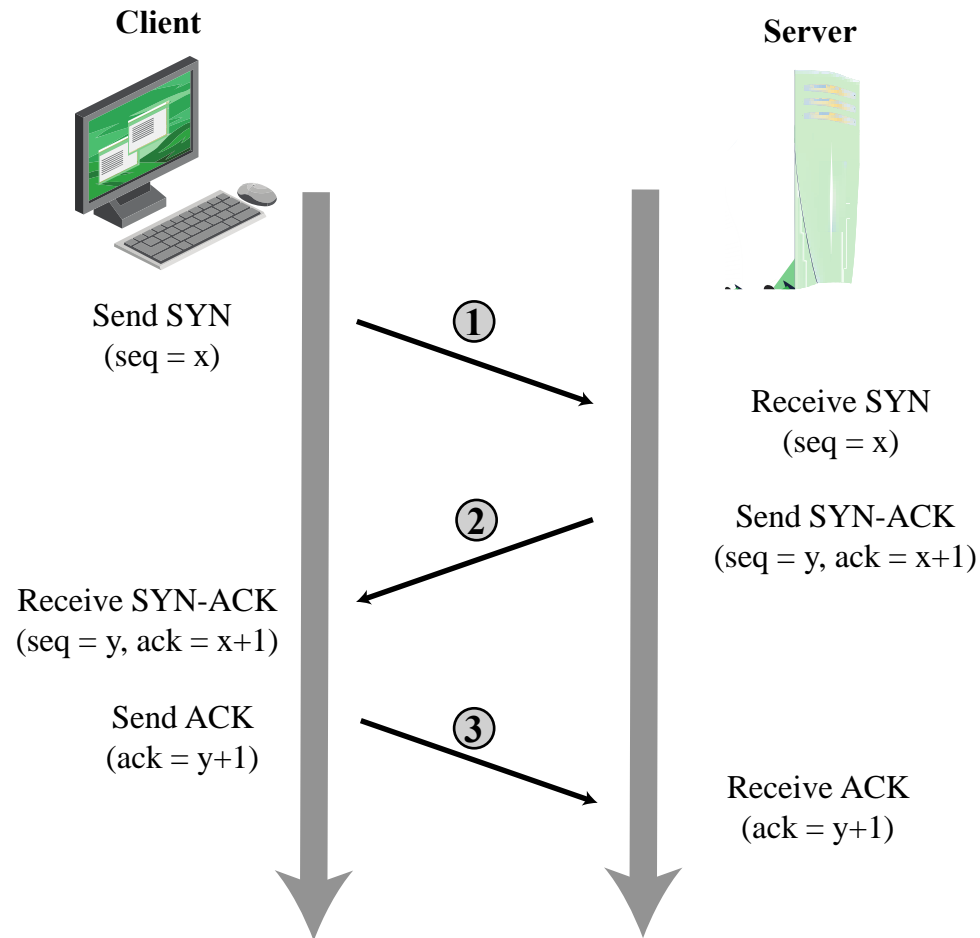 Client
Server
Send SYN
(seq = x)
1
Receive SYN
(seq = x)
2
Send SYN-ACK
(seq = y, ack = x+1)
Receive SYN-ACK
(seq = y, ack = x+1)
Send ACK
(ack = y+1)
3
Receive ACK
(ack = y+1)